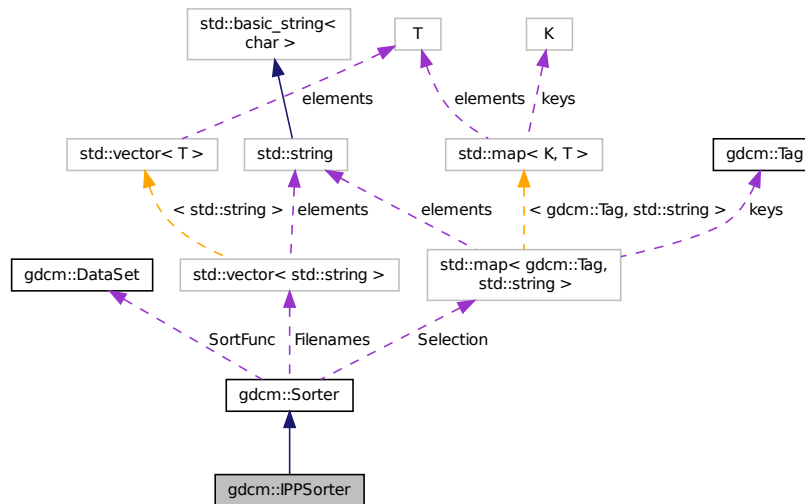 std::basic_string<
char >
T
K
elements
elements
keys
std::vector< T >
std::string
std::map< K, T >
gdcm::Tag
< std::string >
elements
elements
< gdcm::Tag, std::string >
keys
gdcm::DataSet
std::vector< std::string >
std::map< gdcm::Tag,
std::string >
SortFunc
Filenames
Selection
gdcm::Sorter
gdcm::IPPSorter